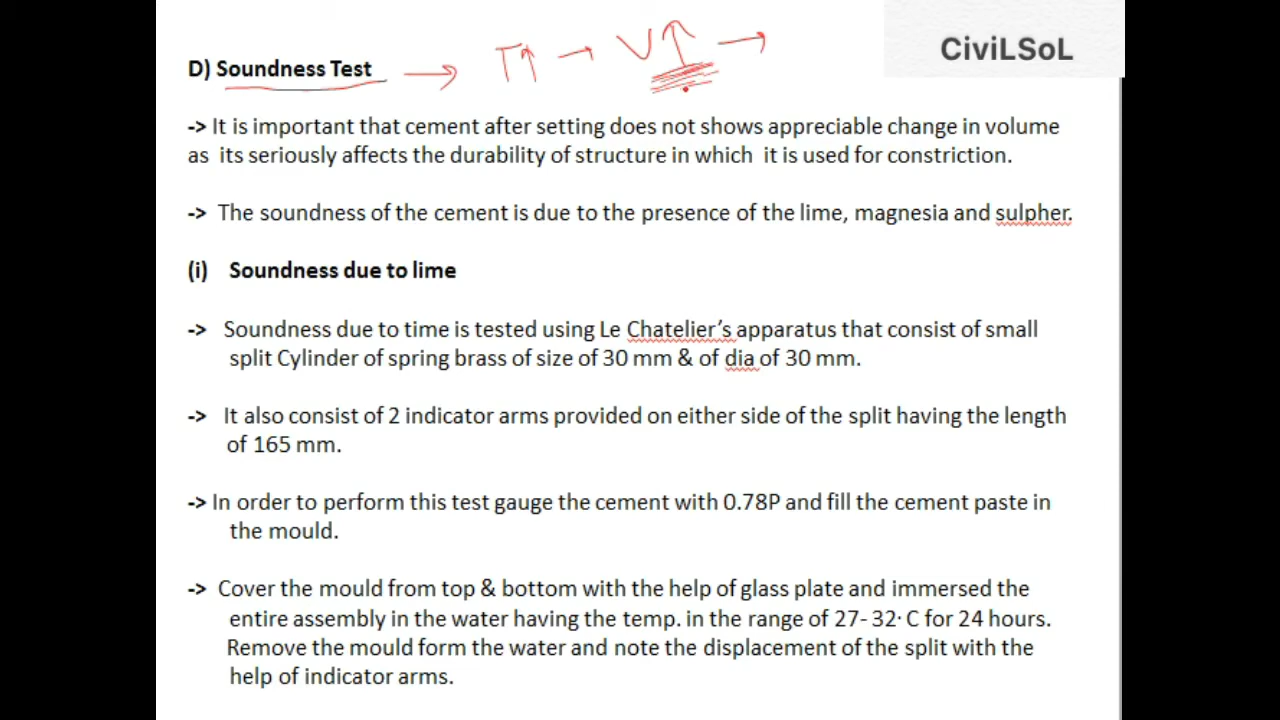 CiviLSoL
D) Soundness Test → T↑ → V↑ →
-> It is important that cement after setting does not shows appreciable change in volume
as its seriously affects the durability of structure in which it is used for constriction.
-> The soundness of the cement is due to the presence of the lime, magnesia and sulpher.
(i) Soundness due to lime
-> Soundness due to time is tested using Le Chatelier's apparatus that consist of small
split Cylinder of spring brass of size of 30 mm & of dia of 30 mm.
-> It also consist of 2 indicator arms provided on either side of the split having the length
of 165 mm.
-> In order to perform this test gauge the cement with 0.78P and fill the cement paste in
the mould.
-> Cover the mould from top & bottom with the help of glass plate and immersed the
entire assembly in the water having the temp. in the range of 27- 32· C for 24 hours.
Remove the mould form the water and note the displacement of the split with the
help of indicator arms.